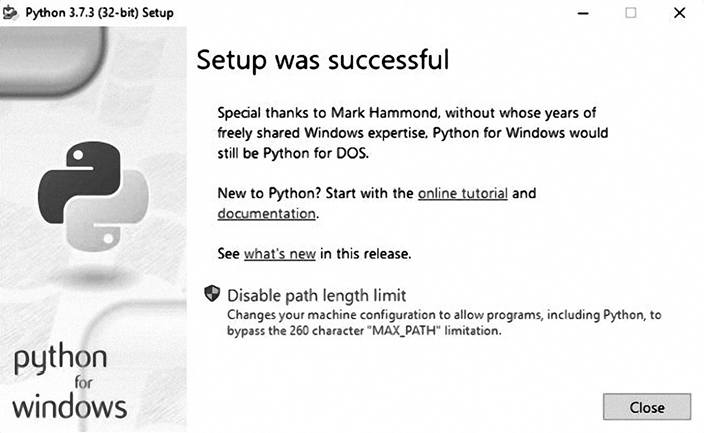 Python 3.7.3 (32-bit) Setup
Setup was successful
Special thanks to Mark Hammond, without whose years of
freely shared Windows expertise, Python for Windows would
still be Python for DOS.
New to Python? Start with the online tutorial and
documentation.
See what's new in this release.
Disable path length limit
Changes your machine configuration to allow programs, including Python, to
bypass the 260 character "MAX_PATH" limitation.
python
for
windows
Close